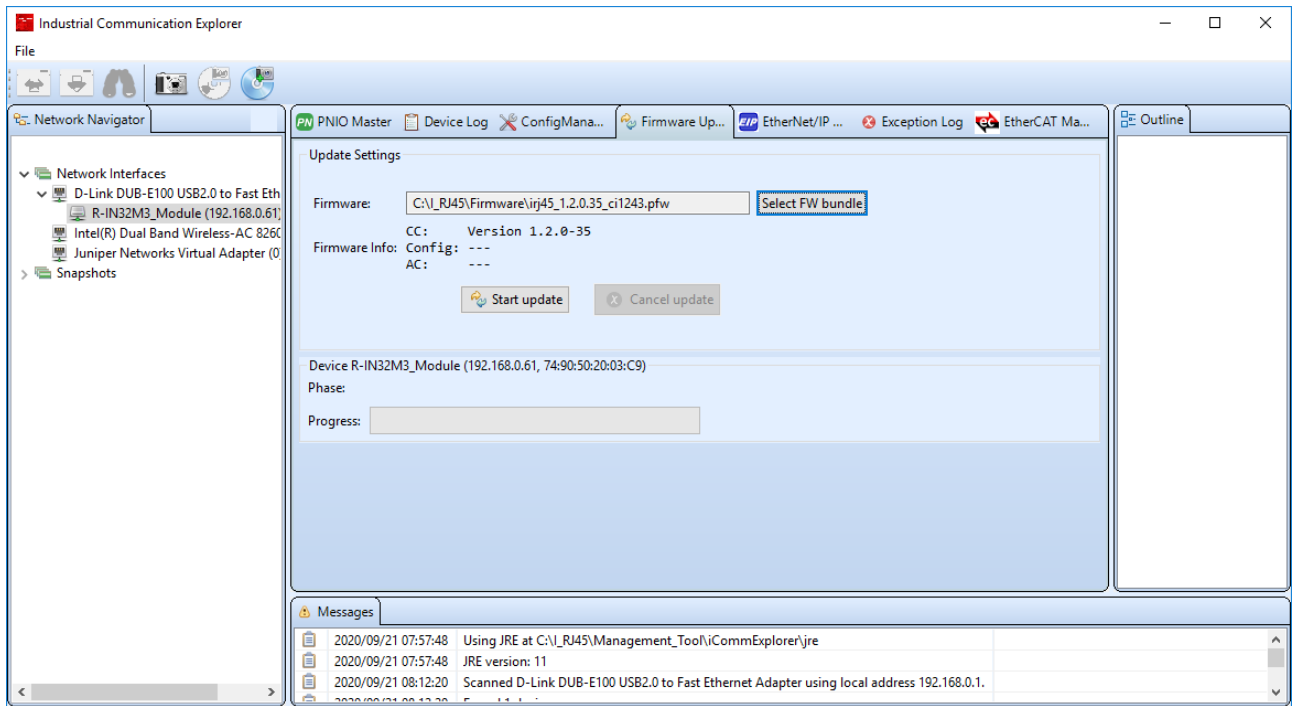 Industrial Communication Explorer
File
Network Navigator
Network Interfaces
D-Link DUB-E100 USB2.0 to Fast Eth
R-IN32M3_Module (192.168.0.61)
Intel(R) Dual Band Wireless-AC 8260
Juniper Networks Virtual Adapter (0
Snapshots
PN PNIO Master Device Log ConfigMana... Firmware Up... EIP EtherNet/IP ... Exception Log EC EtherCAT Ma...
Update Settings
Firmware: C:\I_RJ45\Firmware\irj45_1.2.0.35_ci1243.pfw Select FW bundle
CC: Version 1.2.0-35
Firmware Info: Config: ---
AC: ---
Start update Cancel update
Device R-IN32M3_Module (192.168.0.61, 74:90:50:20:03:C9)
Phase:
Progress:
Outline
Messages
2020/09/21 07:57:48 Using JRE at C:\I_RJ45\Management_Tool\iCommExplorer\jre
2020/09/21 07:57:48 JRE version: 11
2020/09/21 08:12:20 Scanned D-Link DUB-E100 USB2.0 to Fast Ethernet Adapter using local address 192.168.0.1.